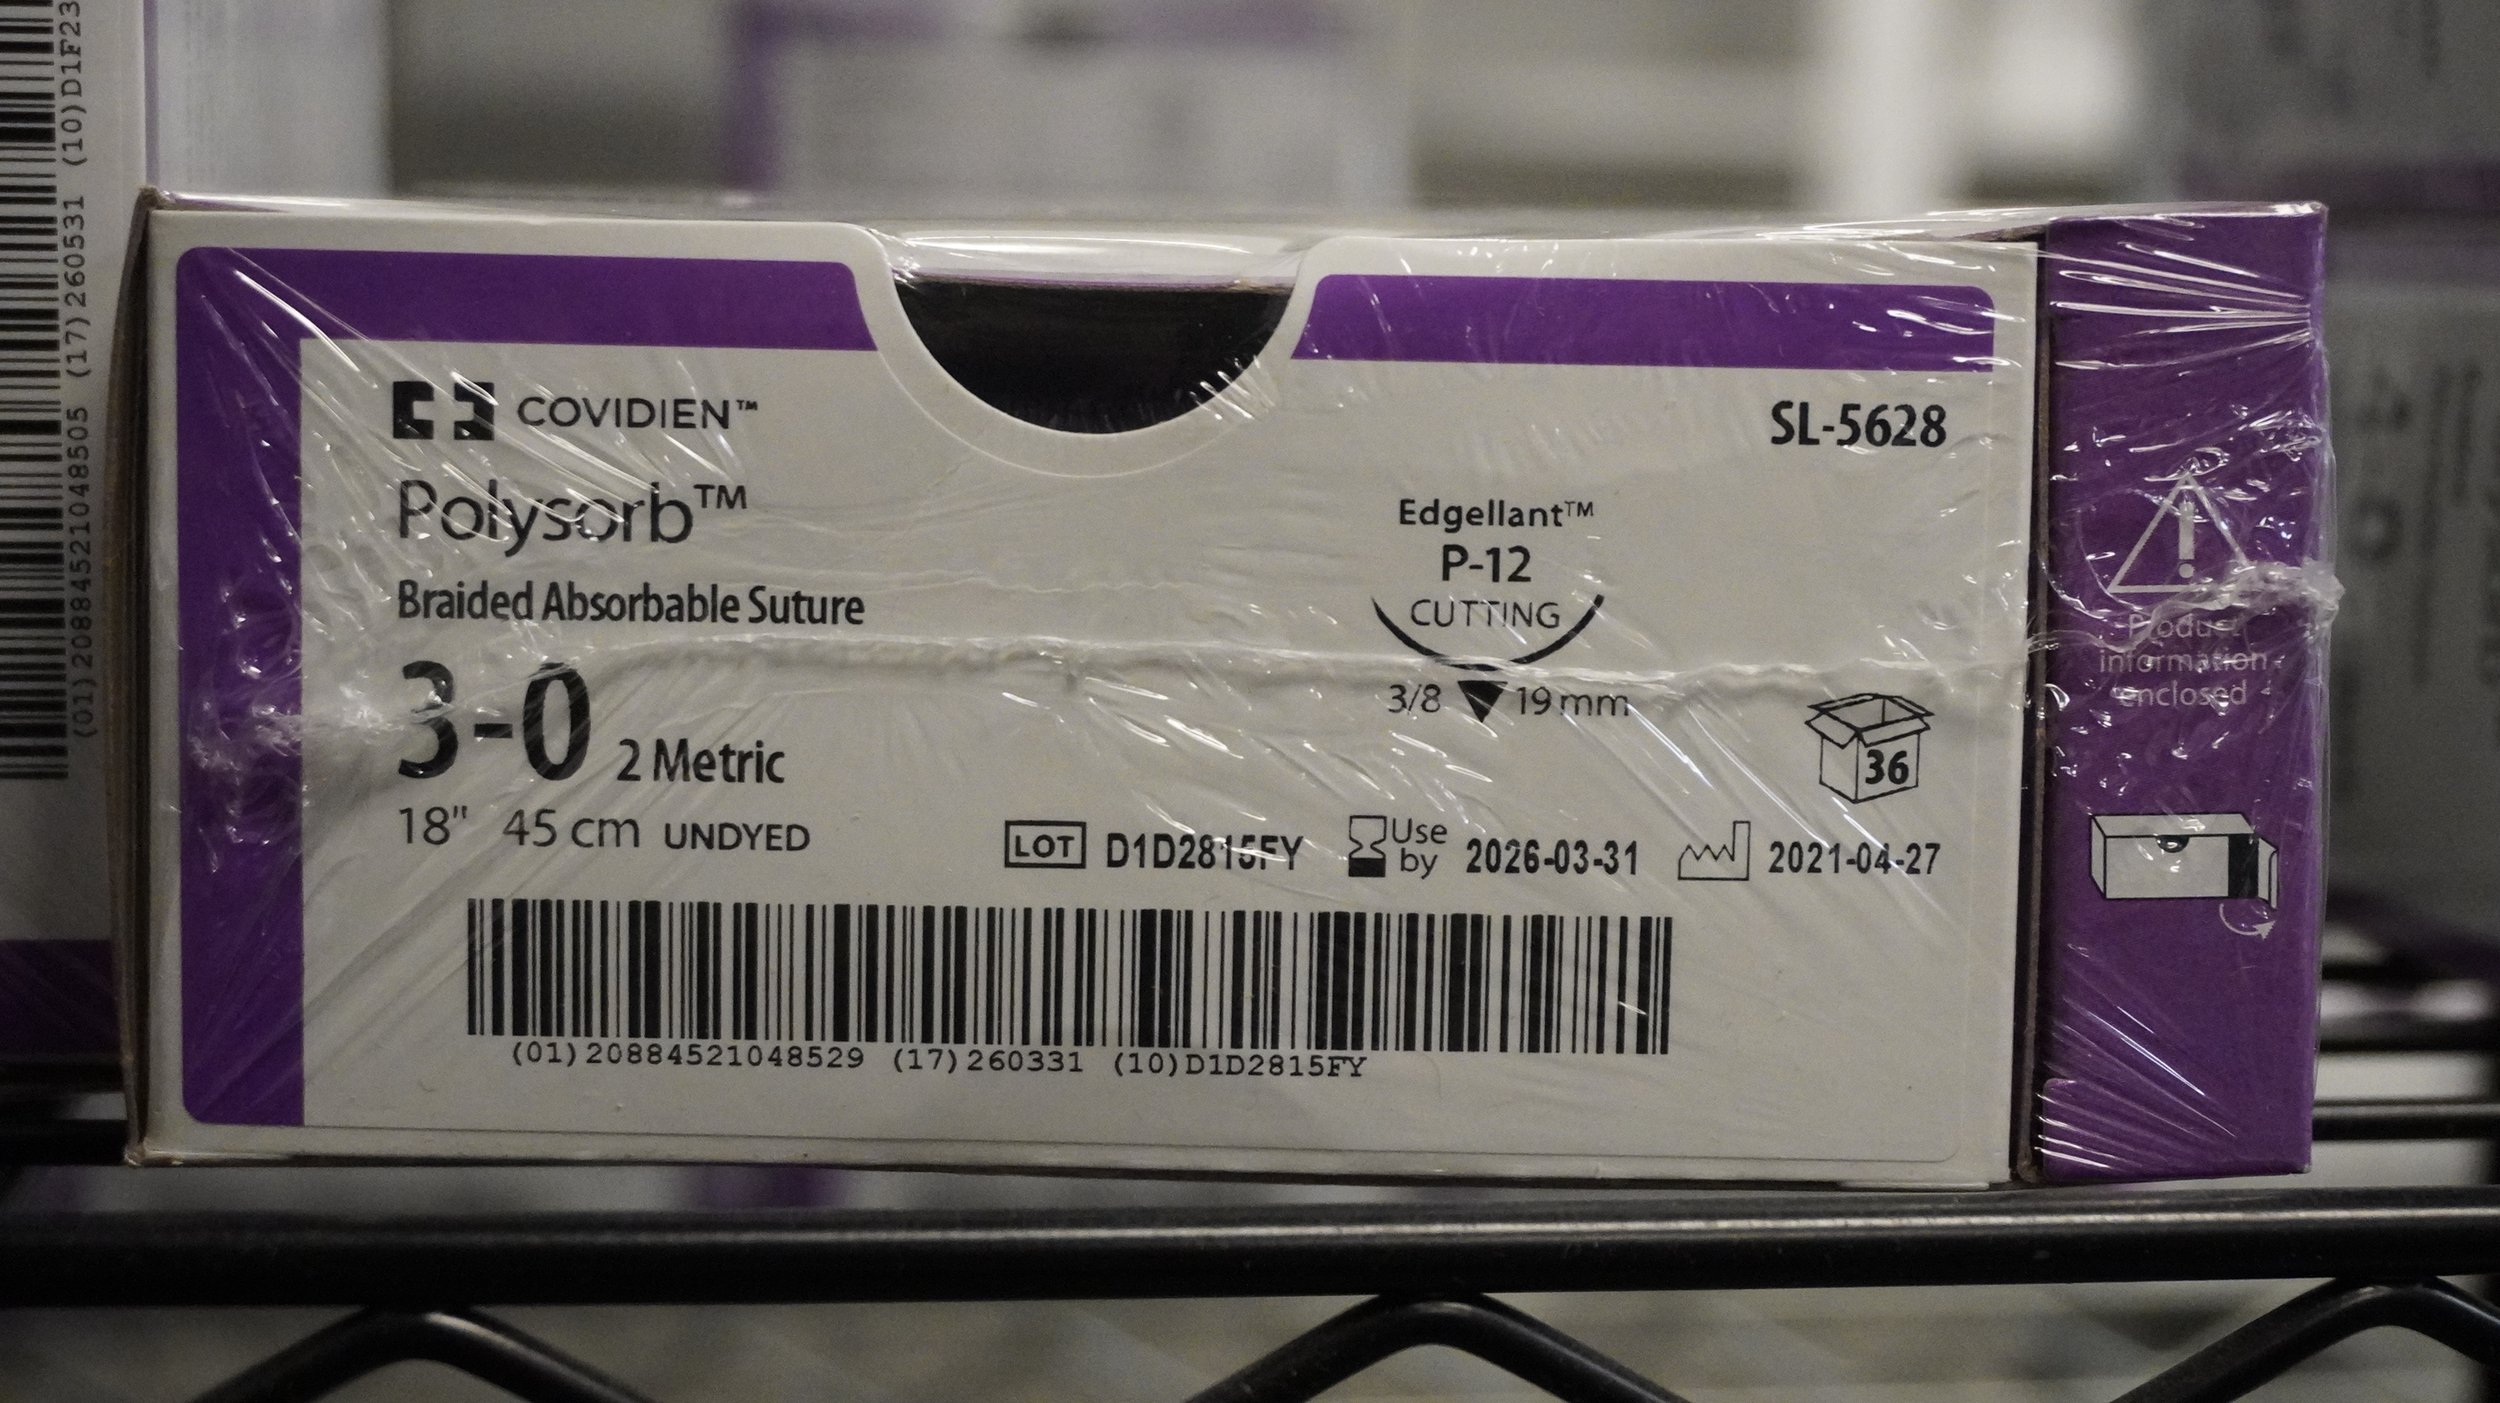 (01)20884521048505 (17)260531 (10)D1F23
COVIDIEN™
SL-5628
Polysorb™
Braided Absorbable Suture
Edgellant™
P-12
CUTTING
3/8 19 mm
3-0 2 Metric
18" 45 cm UNDYED
36
LOT D1D2815FY Use by 2026-03-31 2021-04-27
(01)20884521048529 (17)260331 (10)D1D2815FY
Product
information
enclosed